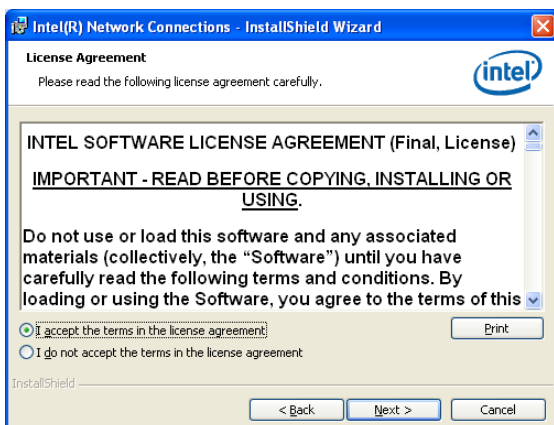 Intel(R) Network Connections - InstallShield Wizard
License Agreement
Please read the following license agreement carefully.
intel
INTEL SOFTWARE LICENSE AGREEMENT (Final, License)
IMPORTANT - READ BEFORE COPYING, INSTALLING OR
USING.
Do not use or load this software and any associated
materials (collectively, the “Software”) until you have
carefully read the following terms and conditions. By
loading or using the Software, you agree to the terms of this
I accept the terms in the license agreement
Print
I do not accept the terms in the license agreement
InstallShield
< Back
Next >
Cancel